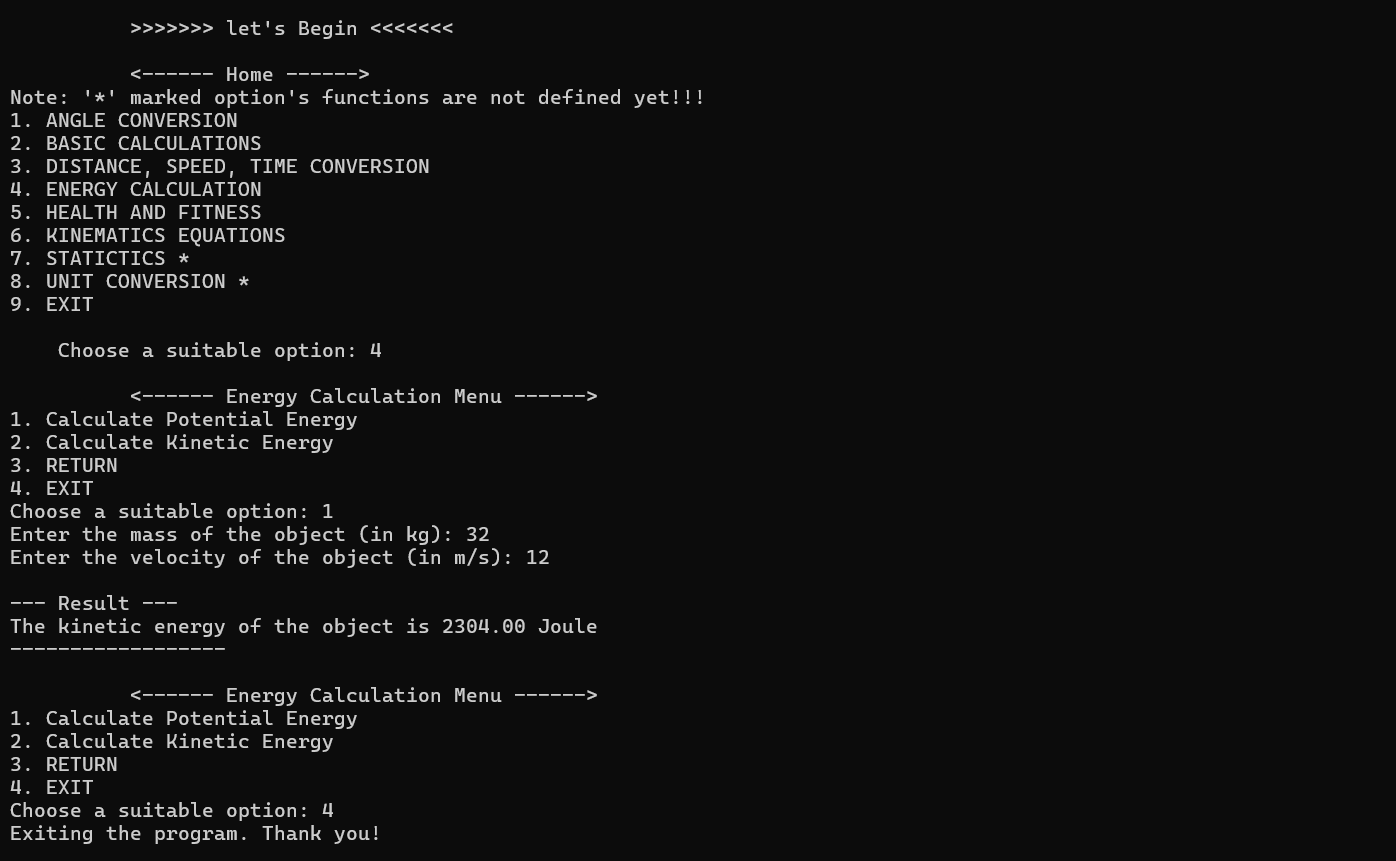 >>>>>>> let's Begin <<<<<<<
<------ Home ------>
Note: '*' marked option's functions are not defined yet!!!
1. ANGLE CONVERSION
2. BASIC CALCULATIONS
3. DISTANCE, SPEED, TIME CONVERSION
4. ENERGY CALCULATION
5. HEALTH AND FITNESS
6. KINEMATICS EQUATIONS
7. STATICTICS *
8. UNIT CONVERSION *
9. EXIT
Choose a suitable option: 4
<------ Energy Calculation Menu ------>
1. Calculate Potential Energy
2. Calculate Kinetic Energy
3. RETURN
4. EXIT
Choose a suitable option: 1
Enter the mass of the object (in kg): 32
Enter the velocity of the object (in m/s): 12
--- Result ---
The kinetic energy of the object is 2304.00 Joule
------------------
<------ Energy Calculation Menu ------>
1. Calculate Potential Energy
2. Calculate Kinetic Energy
3. RETURN
4. EXIT
Choose a suitable option: 4
Exiting the program. Thank you!